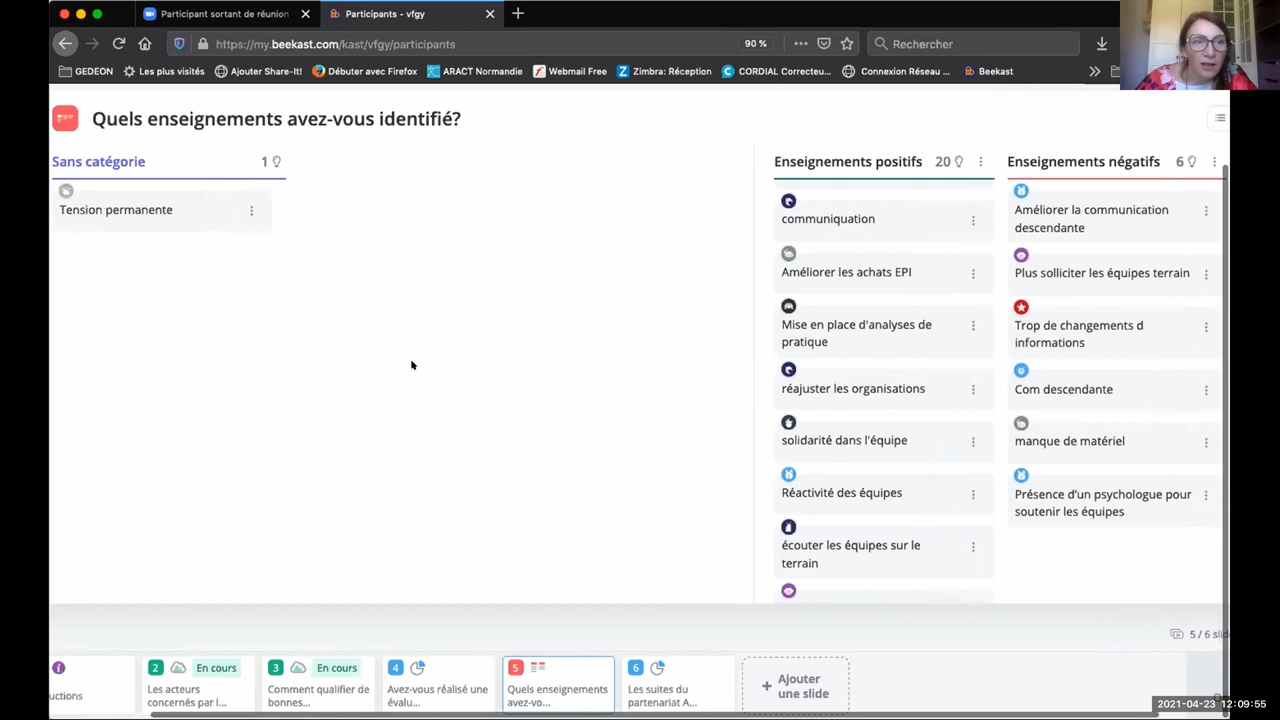 Participant sortant de réunion
Participants - vfgy
https://my.beekast.com/kast/vfgy/participants
90 %
Rechercher
GEDEON
Les plus visités
Ajouter Share-It!
Débuter avec Firefox
ARACT Normandie
Webmail Free
Zimbra: Réception
CORDIAL Correcteu...
Connexion Réseau ...
Beekast
Quels enseignements avez-vous identifié?
Sans catégorie 1
Tension permanente
Enseignements positifs 20
communiquation
Améliorer les achats EPI
Mise en place d'analyses de
pratique
réajuster les organisations
solidarité dans l'équipe
Réactivité des équipes
écouter les équipes sur le
terrain
Enseignements négatifs 6
Améliorer la communication
descendante
Plus solliciter les équipes terrain
Trop de changements d
informations
Com descendante
manque de matériel
Présence d'un psychologue pour
soutenir les équipes
5 / 6 slid
uctions
2 En cours
Les acteurs
concernés par l...
3 En cours
Comment qualifier de
bonnes...
4
Avez-vous réalisé une
évalu...
5
Quels enseignements
avez-vo...
6
Les suites du
partenariat A...
+ Ajouter
une slide
2021-04-23 12:09:55